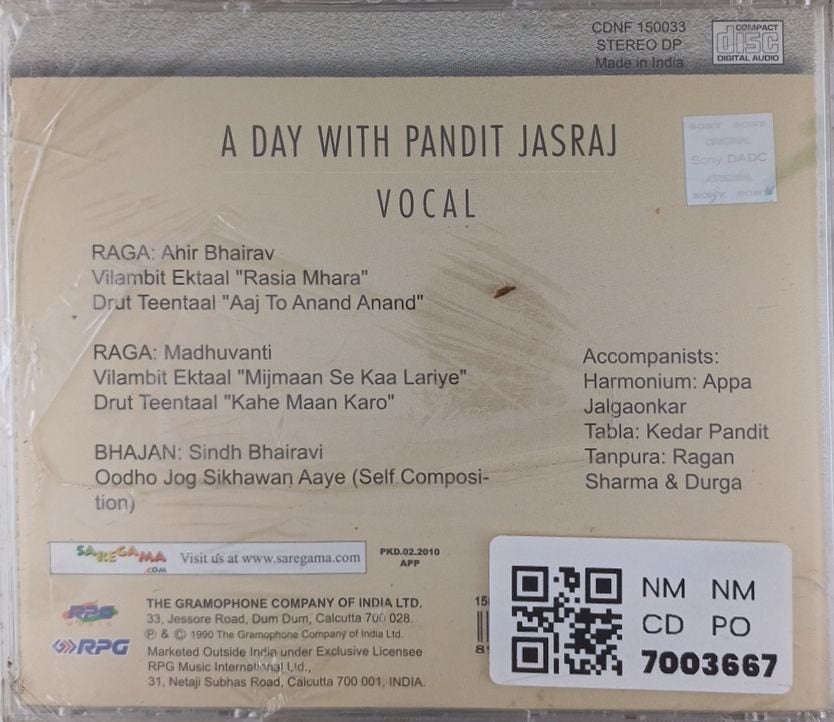 CDNF 150033
STEREO DP
Made in India
COMPACT
disc
DIGITAL AUDIO
A DAY WITH PANDIT JASRAJ
VOCAL
SONY SONY
ORIGINAL
Sony DADC
ORIGINAL
SONY SONY
RAGA: Ahir Bhairav
Vilambit Ektaal "Rasia Mhara"
Drut Teentaal "Aaj To Anand Anand"
RAGA: Madhuvanti
Vilambit Ektaal "Mijmaan Se Kaa Lariye"
Drut Teentaal "Kahe Maan Karo"
BHAJAN: Sindh Bhairavi
Oodho Jog Sikhawan Aaye (Self Composi-
tion)
Accompanists:
Harmonium: Appa
Jalgaonkar
Tabla: Kedar Pandit
Tanpura: Ragan
Sharma & Durga
SAREGAMA
.COM
Visit us at www.saregama.com
PKD.02.2010
APP
RPG
RPG
THE GRAMOPHONE COMPANY OF INDIA LTD.
33, Jessore Road, Dum Dum, Calcutta 700 028.
℗ & © 1990 The Gramophone Company of India Ltd.
Marketed Outside India under Exclusive Licensee
RPG Music International Ltd.,
31, Netaji Subhas Road, Calcutta 700 001, INDIA.
NM NM
CD PO
7003667